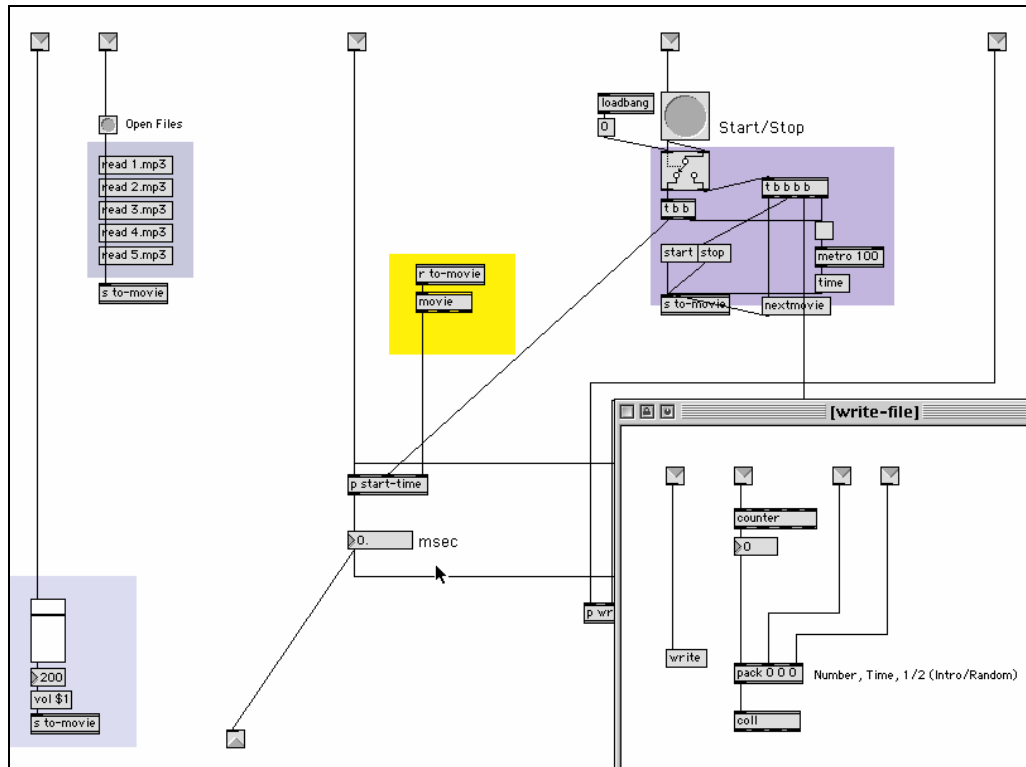 Open Files
read 1.mp3
read 2.mp3
read 3.mp3
read 4.mp3
read 5.mp3
s to-movie
loadbang
0
Start/Stop
t b b b b
t b b
start
stop
metro 100
time
s to-movie
nextmovie
r to-movie
movie
p start-time
0.
msec
p wr
200
vol $1
s to-movie
[write-file]
counter
0
write
pack 0 0 0
Number, Time, 1/2 (Intro/Random)
coll